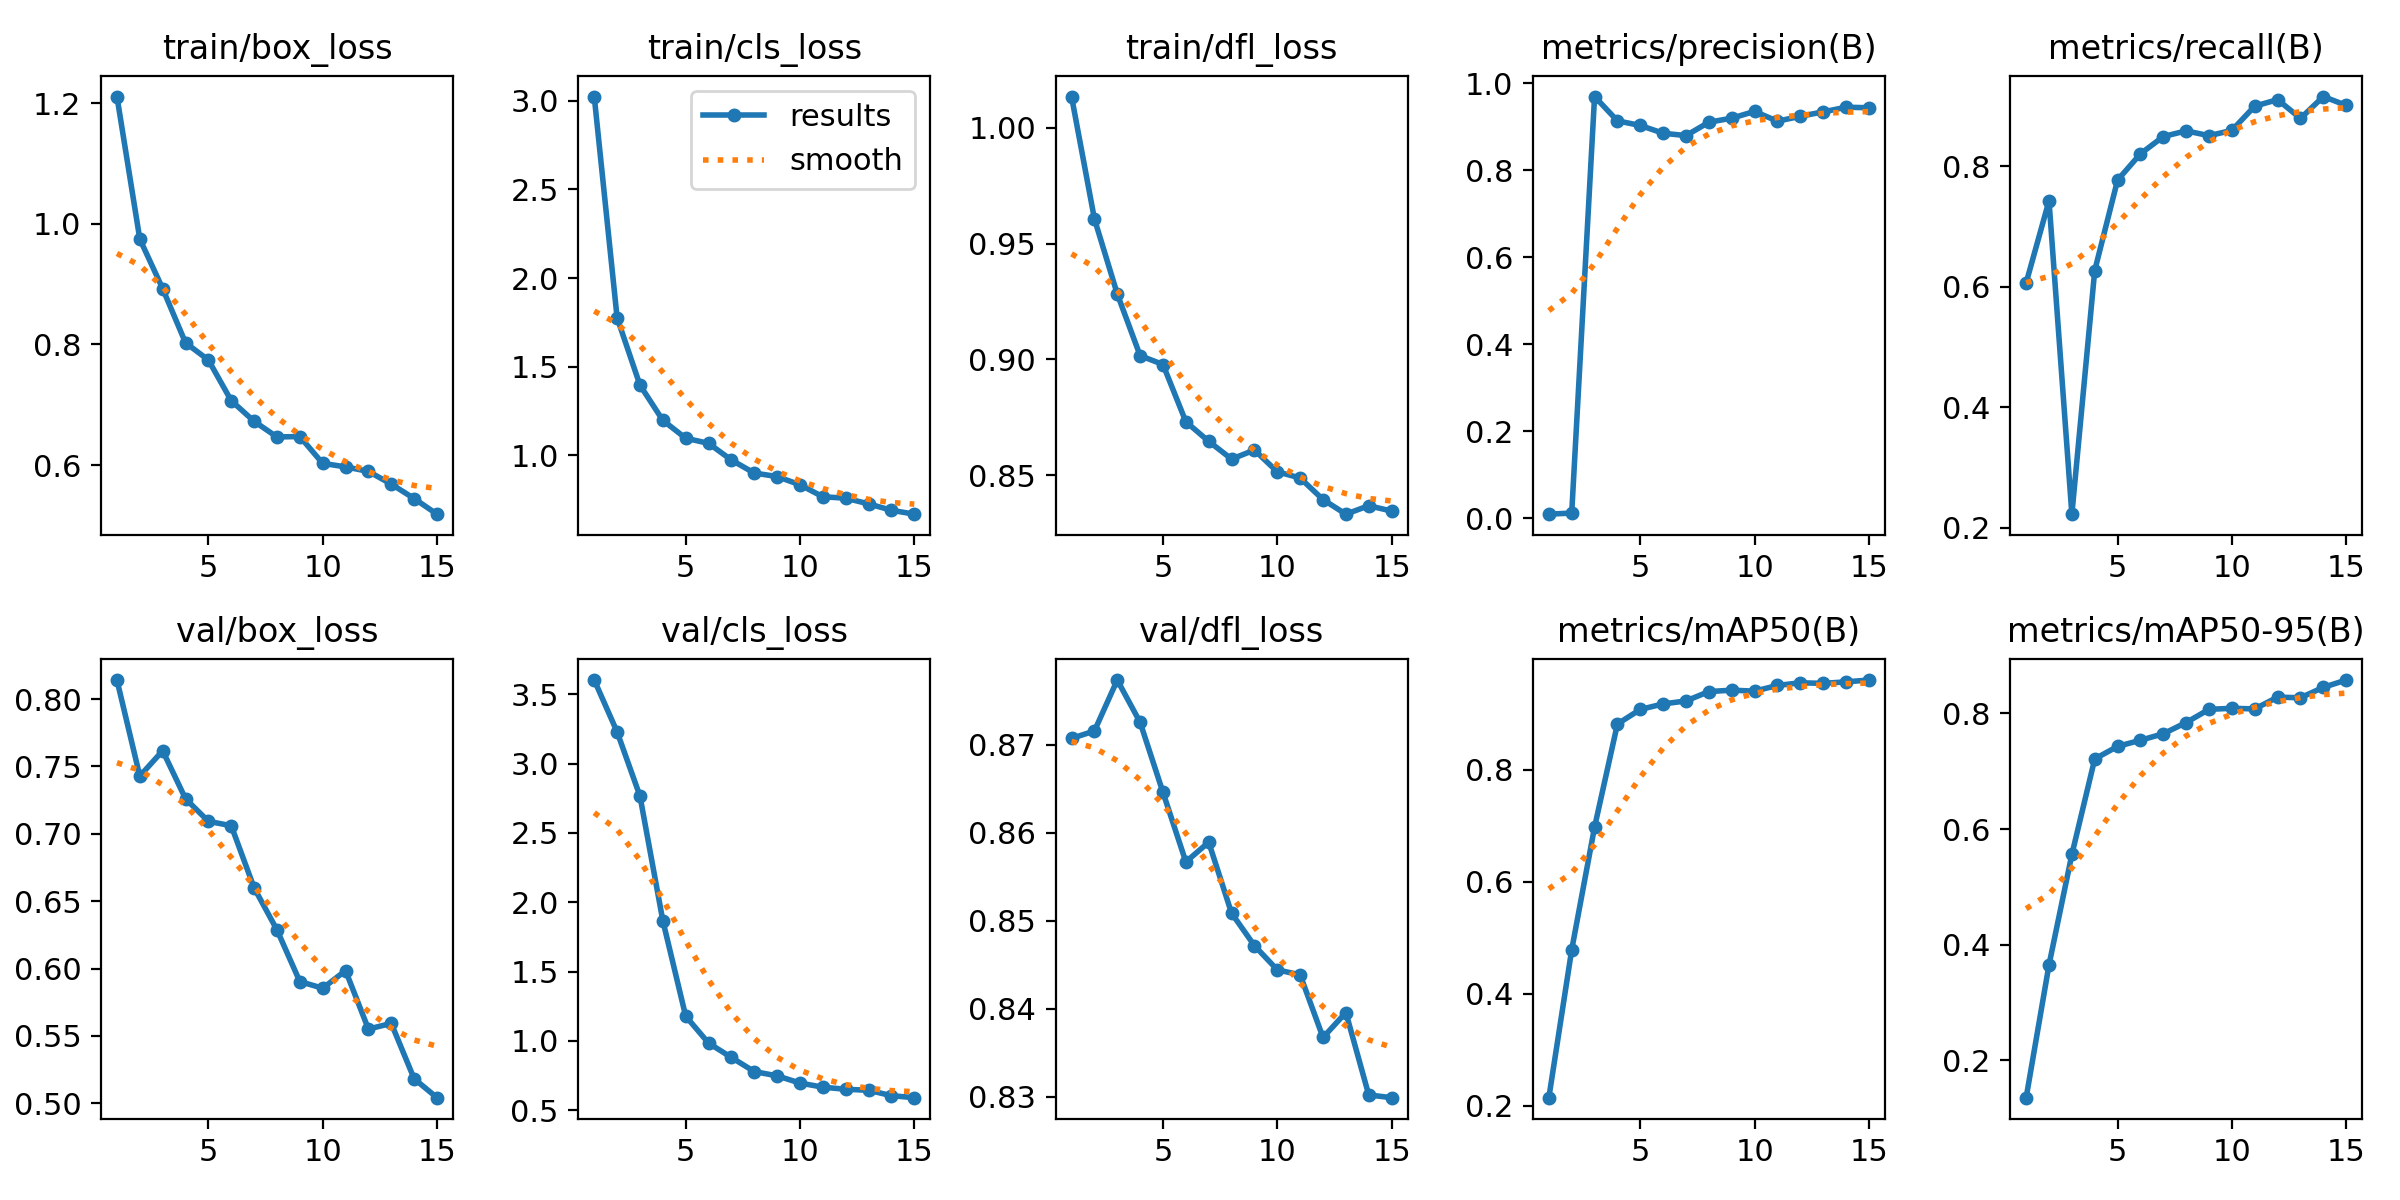 train/box_loss
1.2
1.0
0.8
0.6
5 10 15
train/cls_loss
results
smooth
3.0
2.5
2.0
1.5
1.0
5 10 15
train/dfl_loss
1.00
0.95
0.90
0.85
5 10 15
metrics/precision(B)
1.0
0.8
0.6
0.4
0.2
0.0
5 10 15
metrics/recall(B)
0.8
0.6
0.4
0.2
5 10 15
val/box_loss
0.80
0.75
0.70
0.65
0.60
0.55
0.50
5 10 15
val/cls_loss
3.5
3.0
2.5
2.0
1.5
1.0
0.5
5 10 15
val/dfl_loss
0.87
0.86
0.85
0.84
0.83
5 10 15
metrics/mAP50(B)
0.8
0.6
0.4
0.2
5 10 15
metrics/mAP50-95(B)
0.8
0.6
0.4
0.2
5 10 15